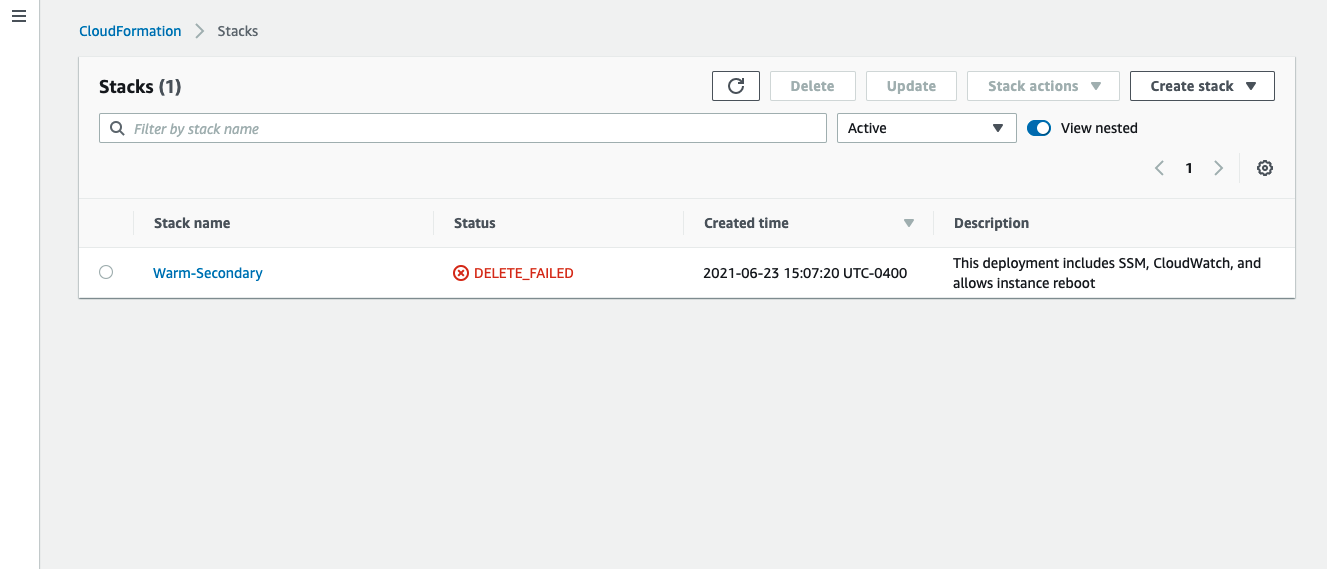 CloudFormation > Stacks
Stacks (1)
Delete
Update
Stack actions
Create stack
Filter by stack name
Active
View nested
1
Stack name
Status
Created time
Description
Warm-Secondary
DELETE_FAILED
2021-06-23 15:07:20 UTC-0400
This deployment includes SSM, CloudWatch, and
allows instance reboot